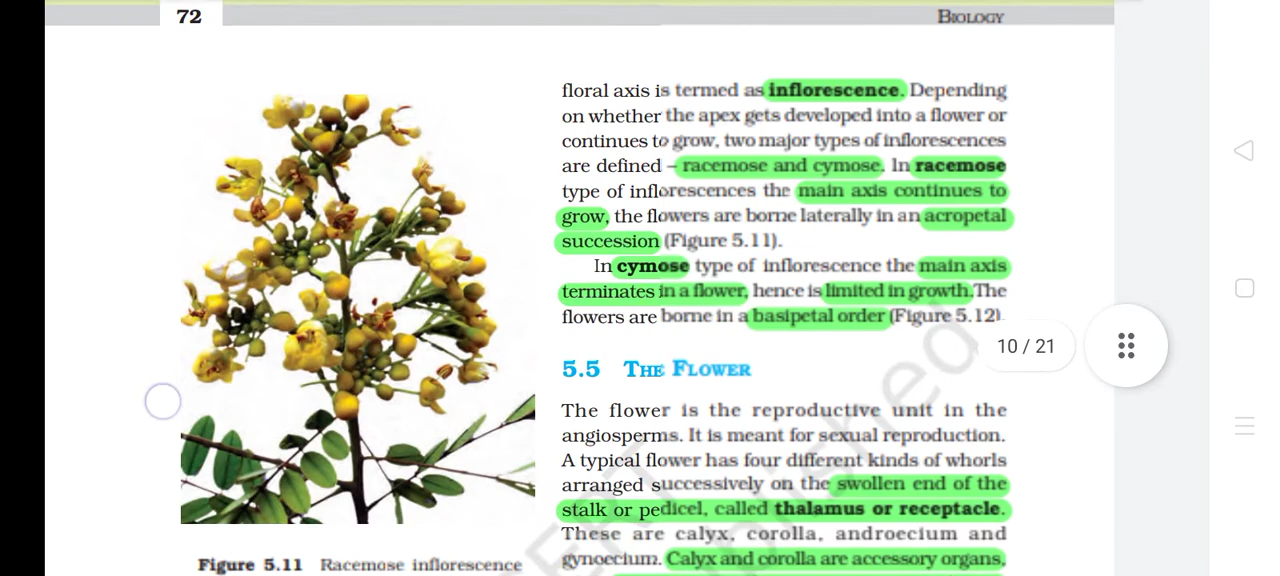 72
BIOLOGY
floral axis is termed as inflorescence. Depending
on whether the apex gets developed into a flower or
continues to grow, two major types of inflorescences
are defined – racemose and cymose. In racemose
type of inflorescences the main axis continues to
grow, the flowers are borne laterally in an acropetal
succession (Figure 5.11).
In cymose type of inflorescence the main axis
terminates in a flower, hence is limited in growth.The
flowers are borne in a basipetal order (Figure 5.12).
10 / 21
5.5 THE FLOWER
The flower is the reproductive unit in the
angiosperms. It is meant for sexual reproduction.
A typical flower has four different kinds of whorls
arranged successively on the swollen end of the
stalk or pedicel, called thalamus or receptacle.
These are calyx, corolla, androecium and
gynoecium. Calyx and corolla are accessory organs,
Figure 5.11 Racemose inflorescence